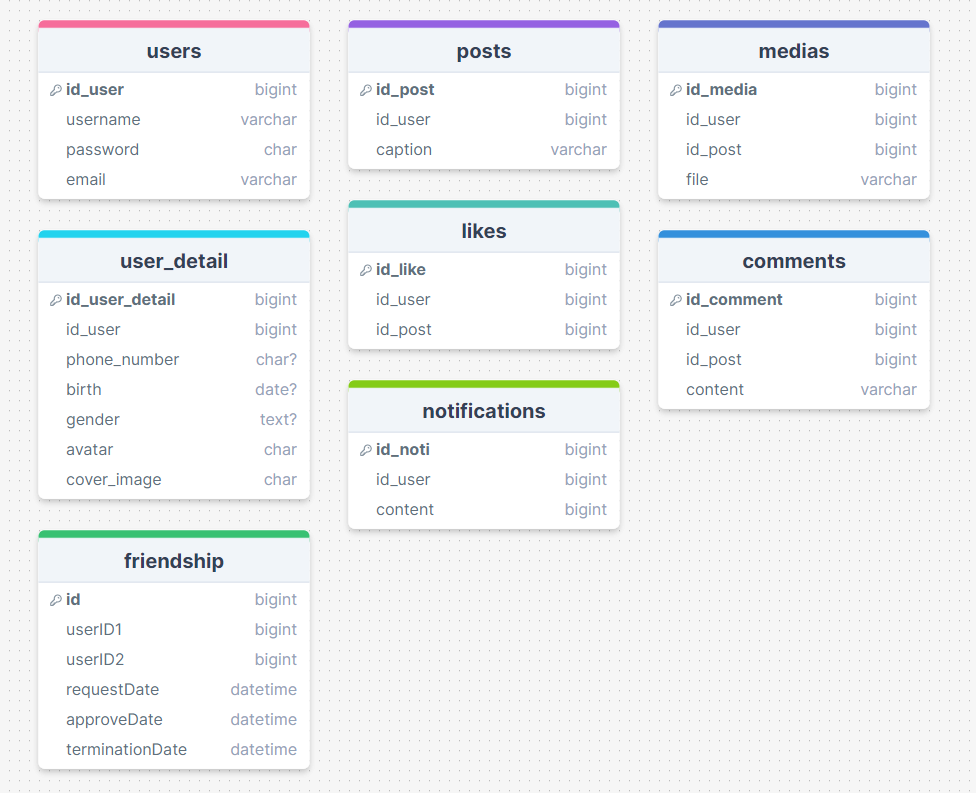 users
id_user bigint
username varchar
password char
email varchar
user_detail
id_user_detail bigint
id_user bigint
phone_number char?
birth date?
gender text?
avatar char
cover_image char
friendship
id bigint
userID1 bigint
userID2 bigint
requestDate datetime
approveDate datetime
terminationDate datetime
posts
id_post bigint
id_user bigint
caption varchar
likes
id_like bigint
id_user bigint
id_post bigint
notifications
id_noti bigint
id_user bigint
content bigint
medias
id_media bigint
id_user bigint
id_post bigint
file varchar
comments
id_comment bigint
id_user bigint
id_post bigint
content varchar